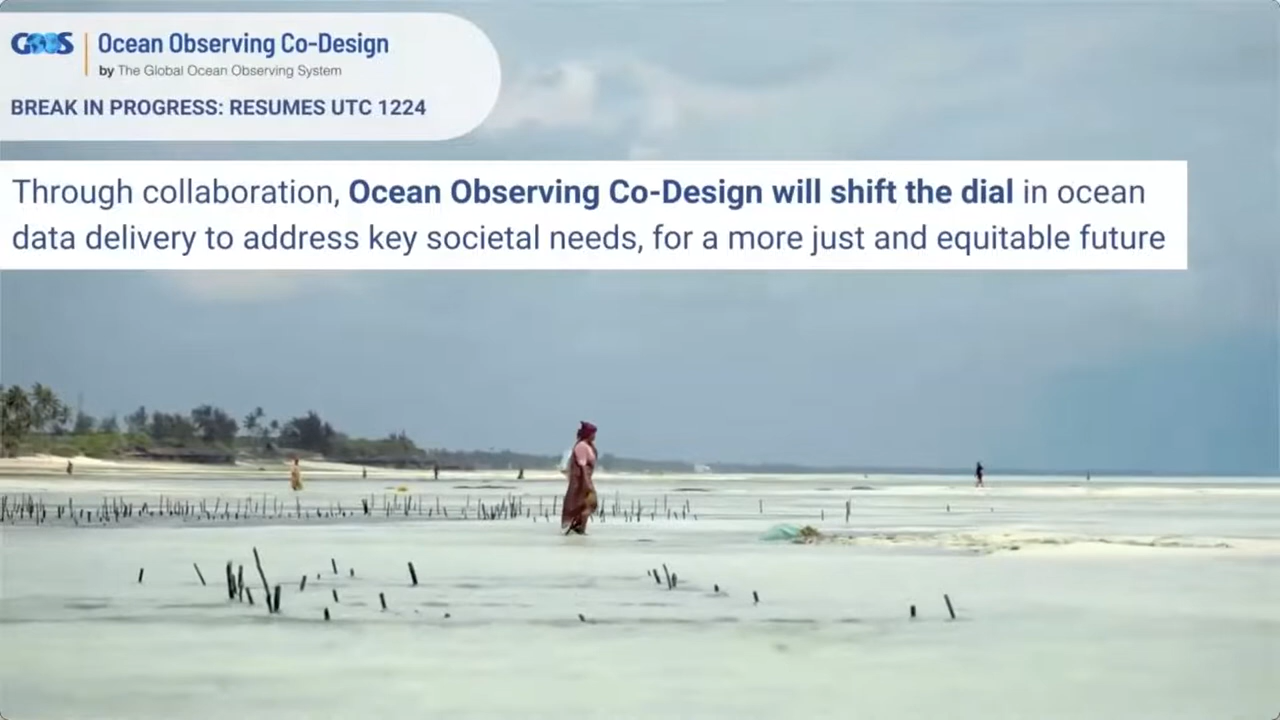 GOOS
Ocean Observing Co-Design
by The Global Ocean Observing System
BREAK IN PROGRESS: RESUMES UTC 1224
Through collaboration, Ocean Observing Co-Design will shift the dial in ocean
data delivery to address key societal needs, for a more just and equitable future